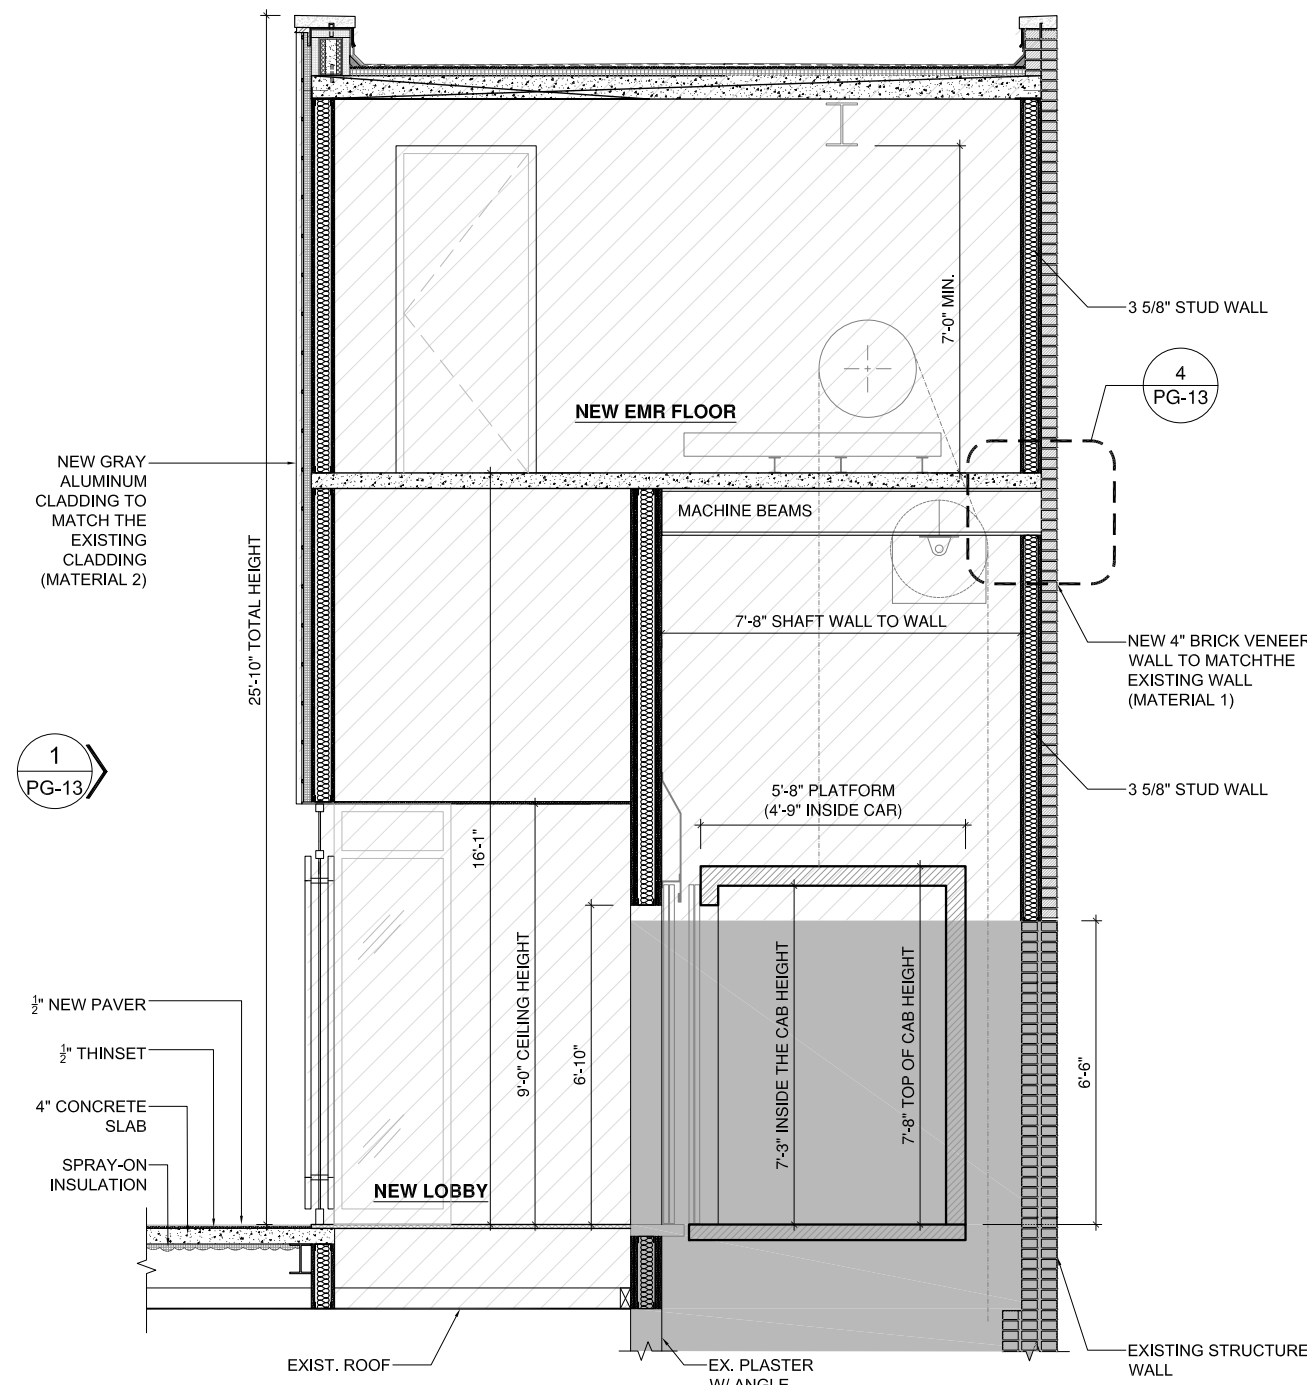 3 5/8" STUD WALL
4
PG-13
7'-0" MIN.
NEW EMR FLOOR
NEW GRAY
ALUMINUM
CLADDING TO
MATCH THE
EXISTING
CLADDING
(MATERIAL 2)
MACHINE BEAMS
25'-10" TOTAL HEIGHT
7'-8" SHAFT WALL TO WALL
NEW 4" BRICK VENEER
WALL TO MATCHTHE
EXISTING WALL
(MATERIAL 1)
1
PG-13
5'-8" PLATFORM
(4'-9" INSIDE CAR)
3 5/8" STUD WALL
16'-1"
9'-0" CEILING HEIGHT
6'-10"
7'-3" INSIDE THE CAB HEIGHT
7'-8" TOP OF CAB HEIGHT
6'-6"
1/2" NEW PAVER
1/2" THINSET
4" CONCRETE
SLAB
SPRAY-ON
INSULATION
NEW LOBBY
EXIST. ROOF
EX. PLASTER
W/ ANGLE
EXISTING STRUCTURE
WALL